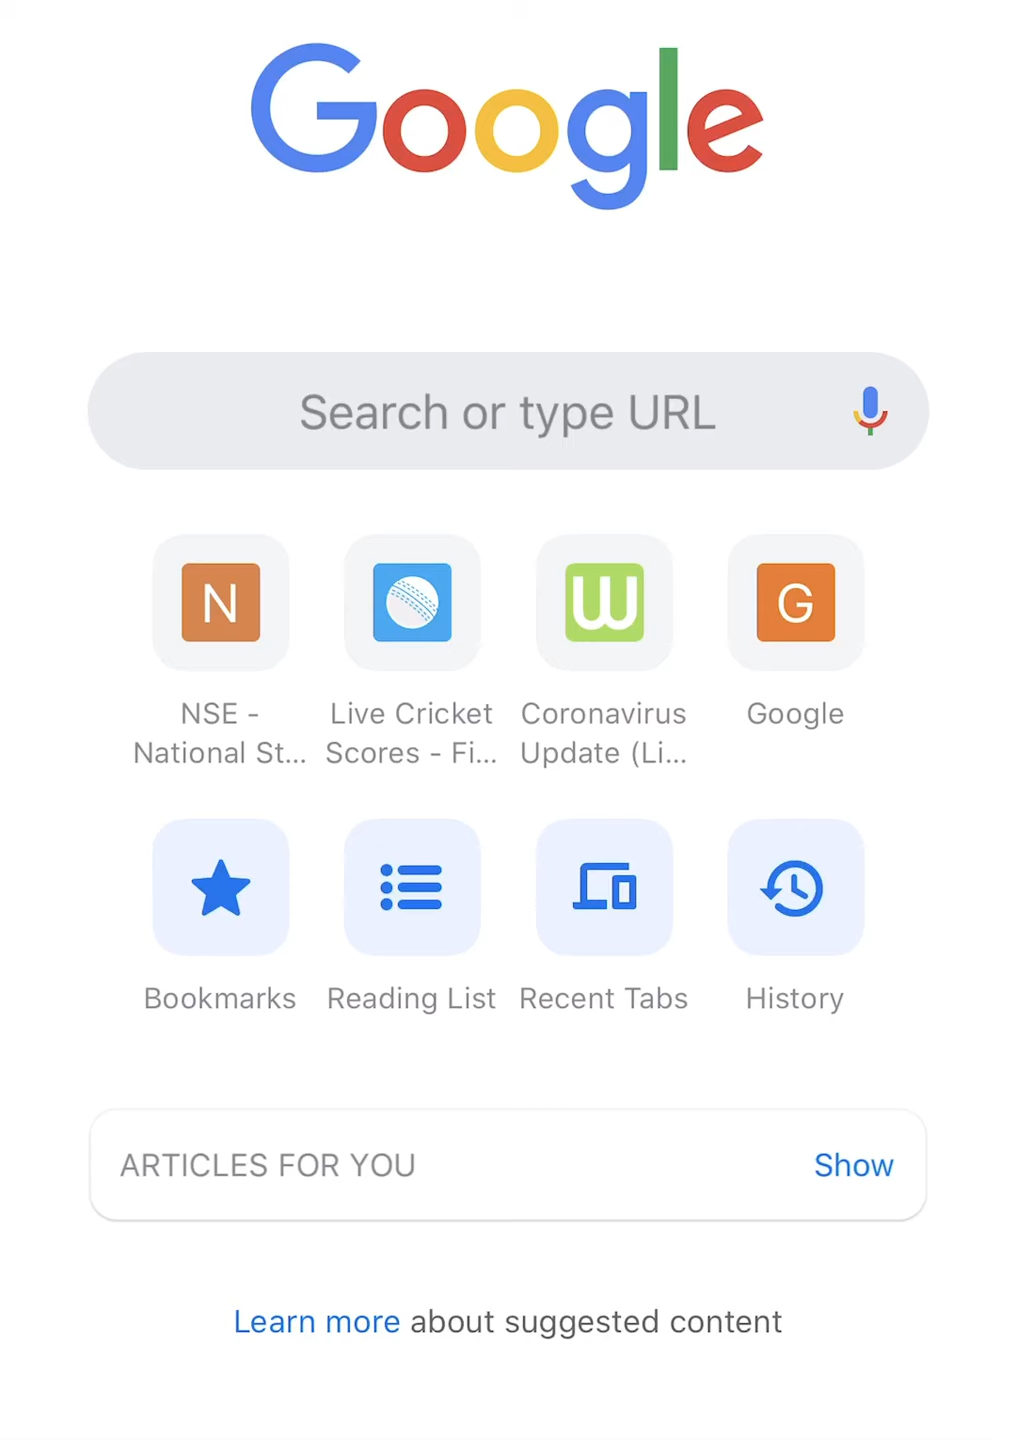 Google
Search or type URL
N
W
G
NSE -
National St...
Live Cricket
Scores - Fi...
Coronavirus
Update (Li...
Google
Bookmarks
Reading List
Recent Tabs
History
ARTICLES FOR YOU
Show
Learn more about suggested content